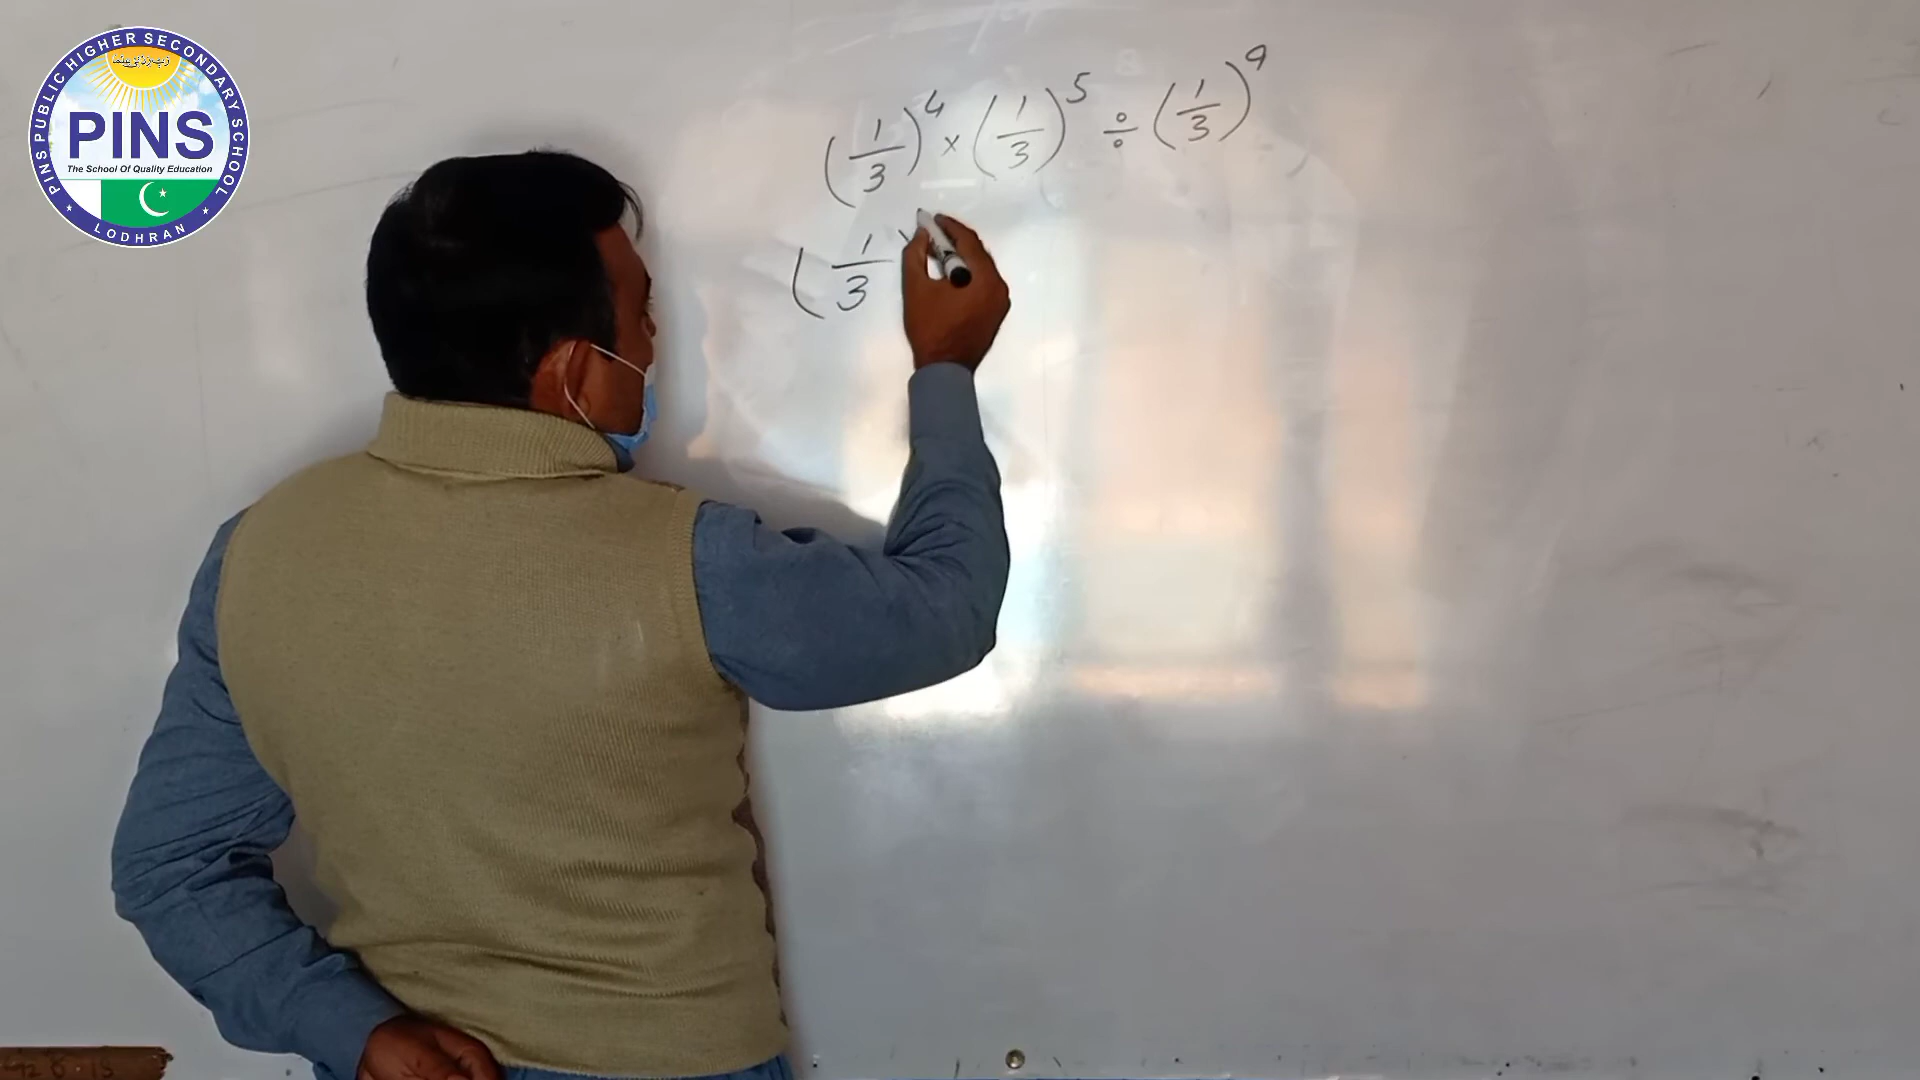 PINS PUBLIC HIGHER SECONDARY SCHOOL
PINS
The School Of Quality Education
LODHRAN
(1/3)^4 × (1/3)^5 ÷ (1/3)^9
(1/3